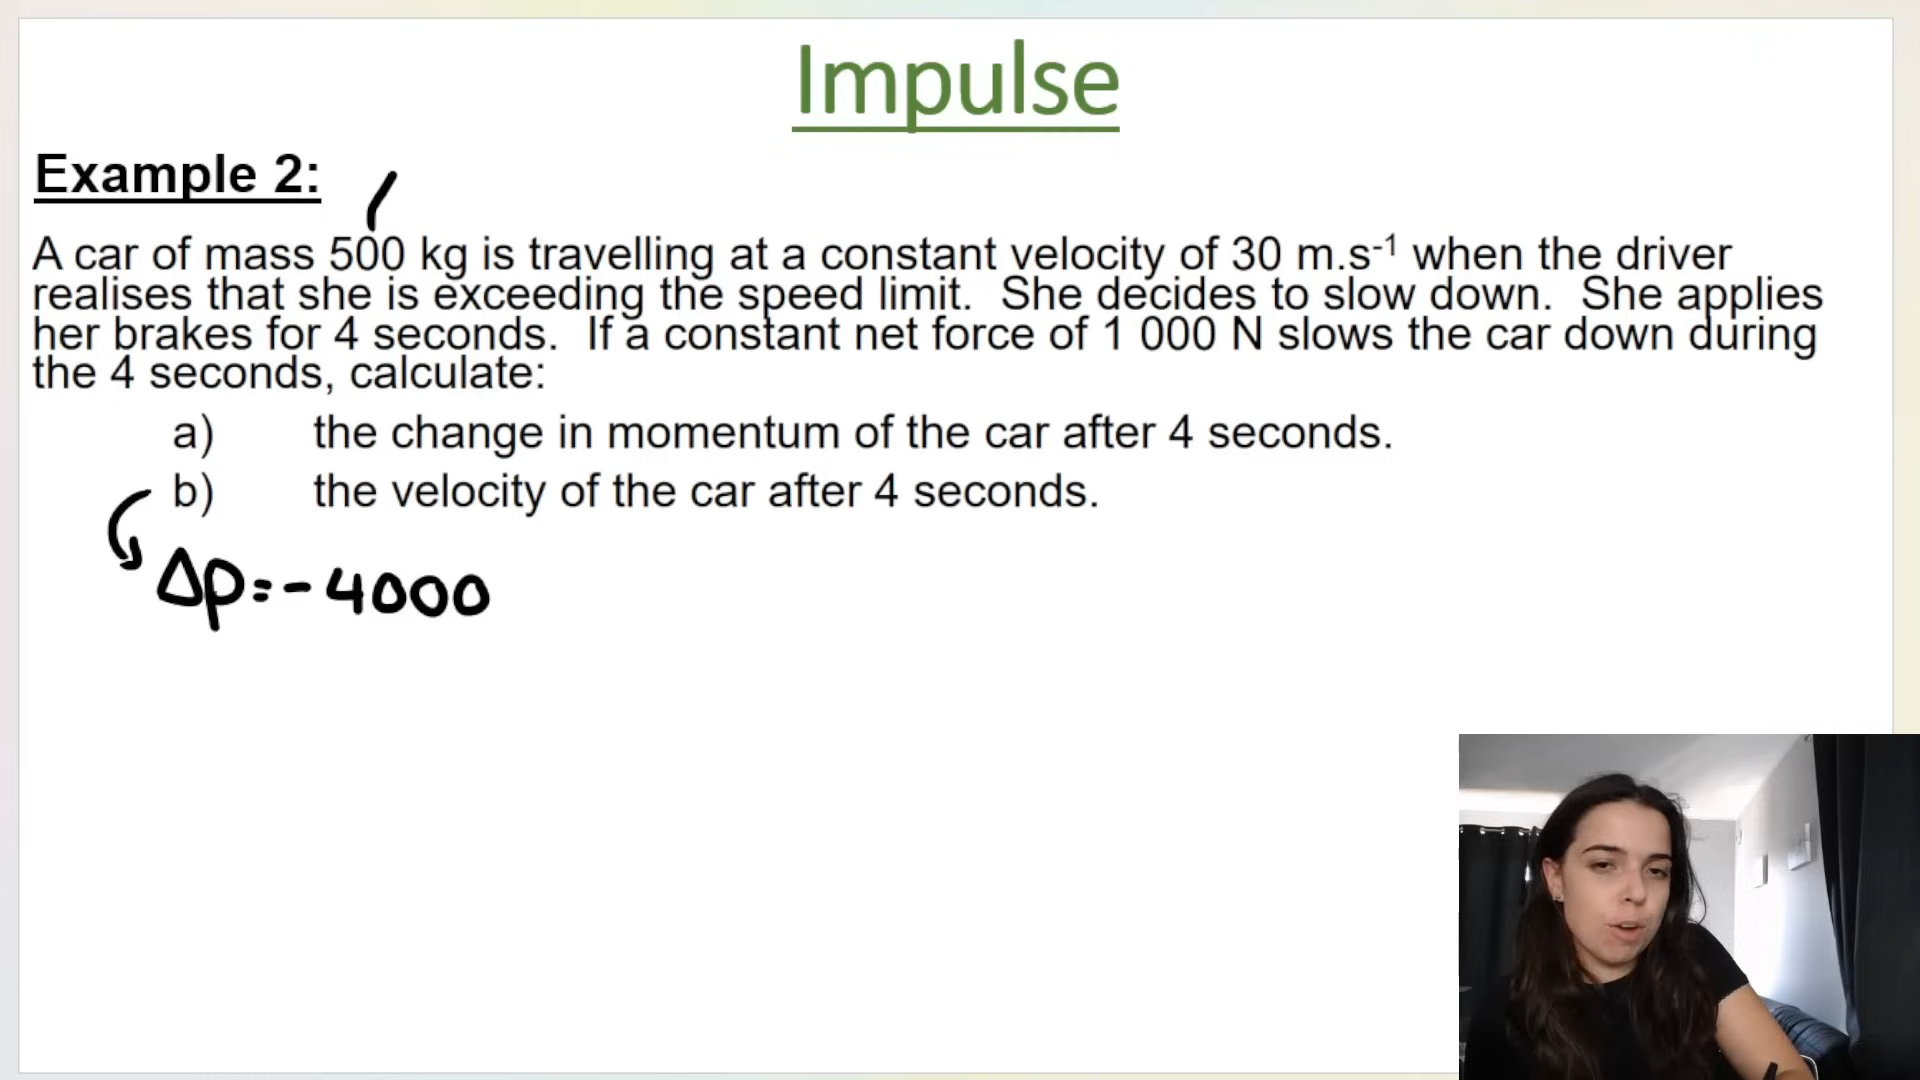 Impulse
Example 2:
A car of mass 500 kg is travelling at a constant velocity of 30 m.s⁻¹ when the driver
realises that she is exceeding the speed limit.  She decides to slow down.  She applies
her brakes for 4 seconds.  If a constant net force of 1 000 N slows the car down during
the 4 seconds, calculate:
a) the change in momentum of the car after 4 seconds.
b) the velocity of the car after 4 seconds.
Δp=-4000